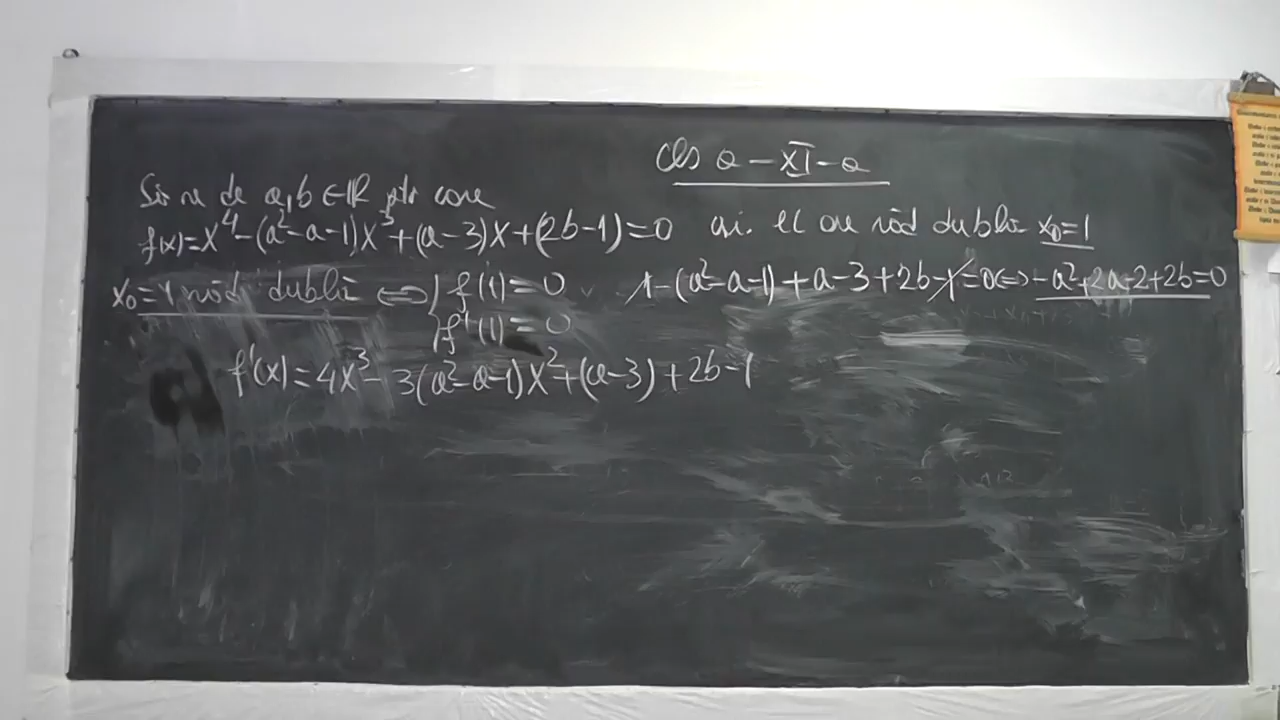 cls a - XI - a
Să se de a, b ∈ ℝ ptr care
f(x)=x⁴-(a²-a-1)x³+(a-3)x+(2b-1)=0 a.î. el are răd dublă x₀=1
x₀=1 răd dublă ⇔ { f(1)=0 1-(a²-a-1)+a-3+2b-1=0⇔-a²+2a-2+2b=0
f'(1)=0
f'(x)=4x³-3(a²-a-1)x²+(a-3)+2b-1